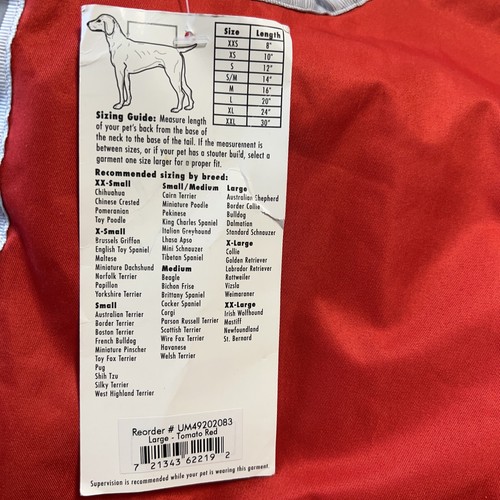 Size Length
XXS 8"
XS 10"
S 12"
S/M 14"
M 16"
L 20"
XL 24"
XXL 30"
Sizing Guide: Measure length
of your pet's back from the base of
the neck to the base of the tail. If the measurement is
between sizes, or if your pet has a stouter build, select a
garment one size larger for a proper fit.
Recommended sizing by breed:
XX-Small
Chihuahua
Chinese Crested
Pomeranian
Toy Poodle
X-Small
Brussels Griffon
English Toy Spaniel
Maltese
Miniature Dachshund
Norfolk Terrier
Papillon
Yorkshire Terrier
Small
Australian Terrier
Border Terrier
Boston Terrier
French Bulldog
Miniature Pinscher
Toy Fox Terrier
Pug
Shih Tzu
Silky Terrier
West Highland Terrier
Small/Medium
Cairn Terrier
Miniature Poodle
Pekinese
King Charles Spaniel
Italian Greyhound
Lhasa Apso
Mini Schnauzer
Tibetan Spaniel
Medium
Beagle
Bichon Frise
Brittany Spaniel
Cocker Spaniel
Corgi
Parson Russell Terrier
Scottish Terrier
Wire Fox Terrier
Havanese
Welsh Terrier
Large
Australian Shepherd
Border Collie
Bulldog
Dalmatian
Standard Schnauzer
X-Large
Collie
Golden Retriever
Labrador Retriever
Rottweiler
Vizsla
Weimaraner
XX-Large
Irish Wolfhound
Mastiff
Newfoundland
St. Bernard
Reorder # UM49202083
Large - Tomato Red
7 21343 62219 2
Supervision is recommended while your pet is wearing this garment.